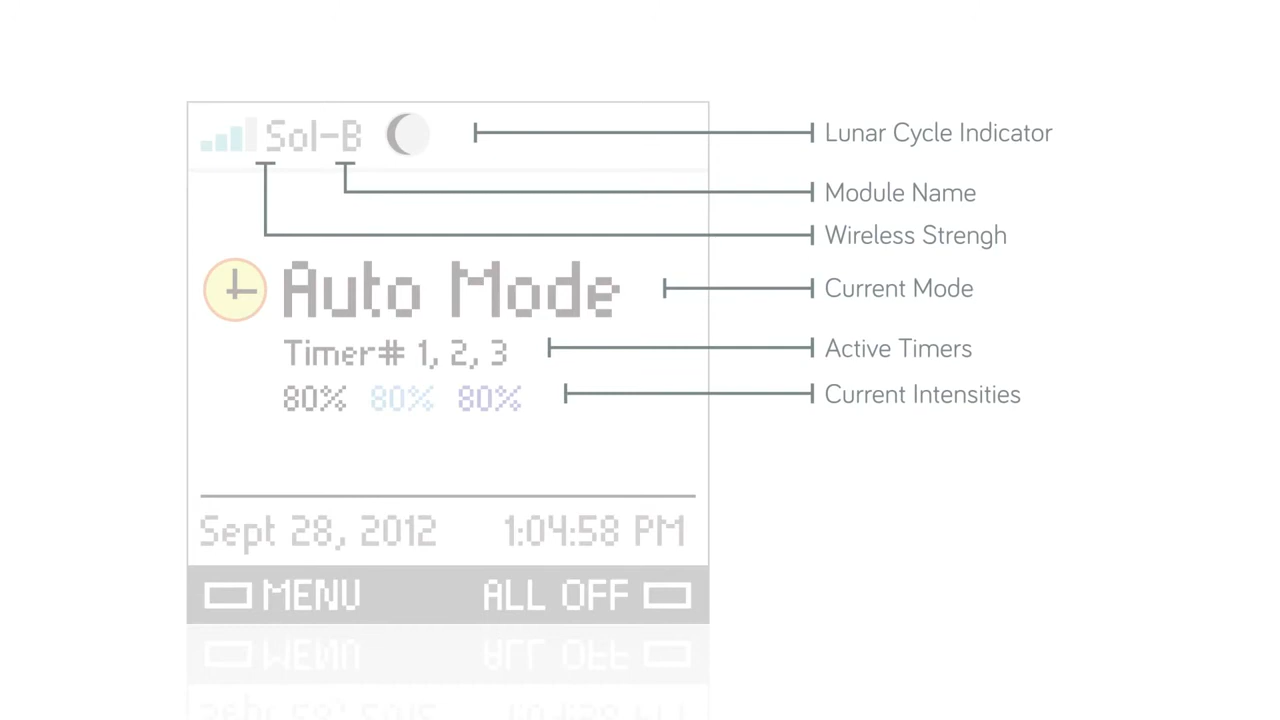 Sol-B
Lunar Cycle Indicator
Module Name
Wireless Strengh
Auto Mode
Current Mode
Timer# 1, 2, 3
Active Timers
80% 80% 80%
Current Intensities
Sept 28, 2012 1:04:58 PM
MENU ALL OFF